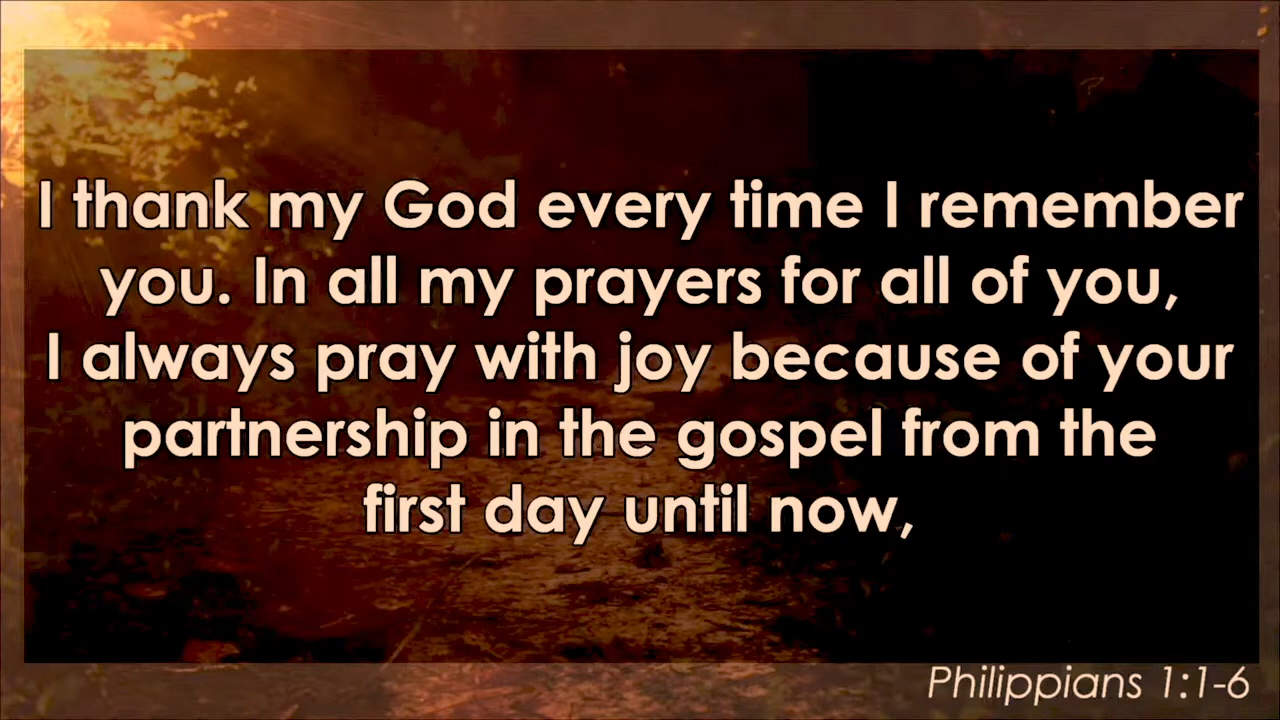 I thank my God every time I remember
you. In all my prayers for all of you,
I always pray with joy because of your
partnership in the gospel from the
first day until now,
Philippians 1:1-6